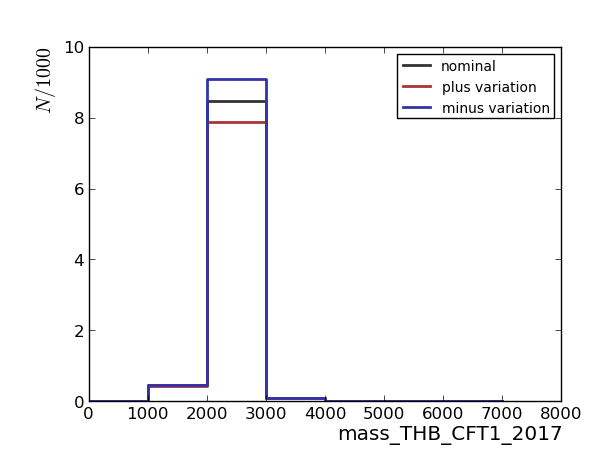 N/1000
10
8
6
4
2
0
nominal
plus variation
minus variation
0 1000 2000 3000 4000 5000 6000 7000 8000
mass_THB_CFT1_2017